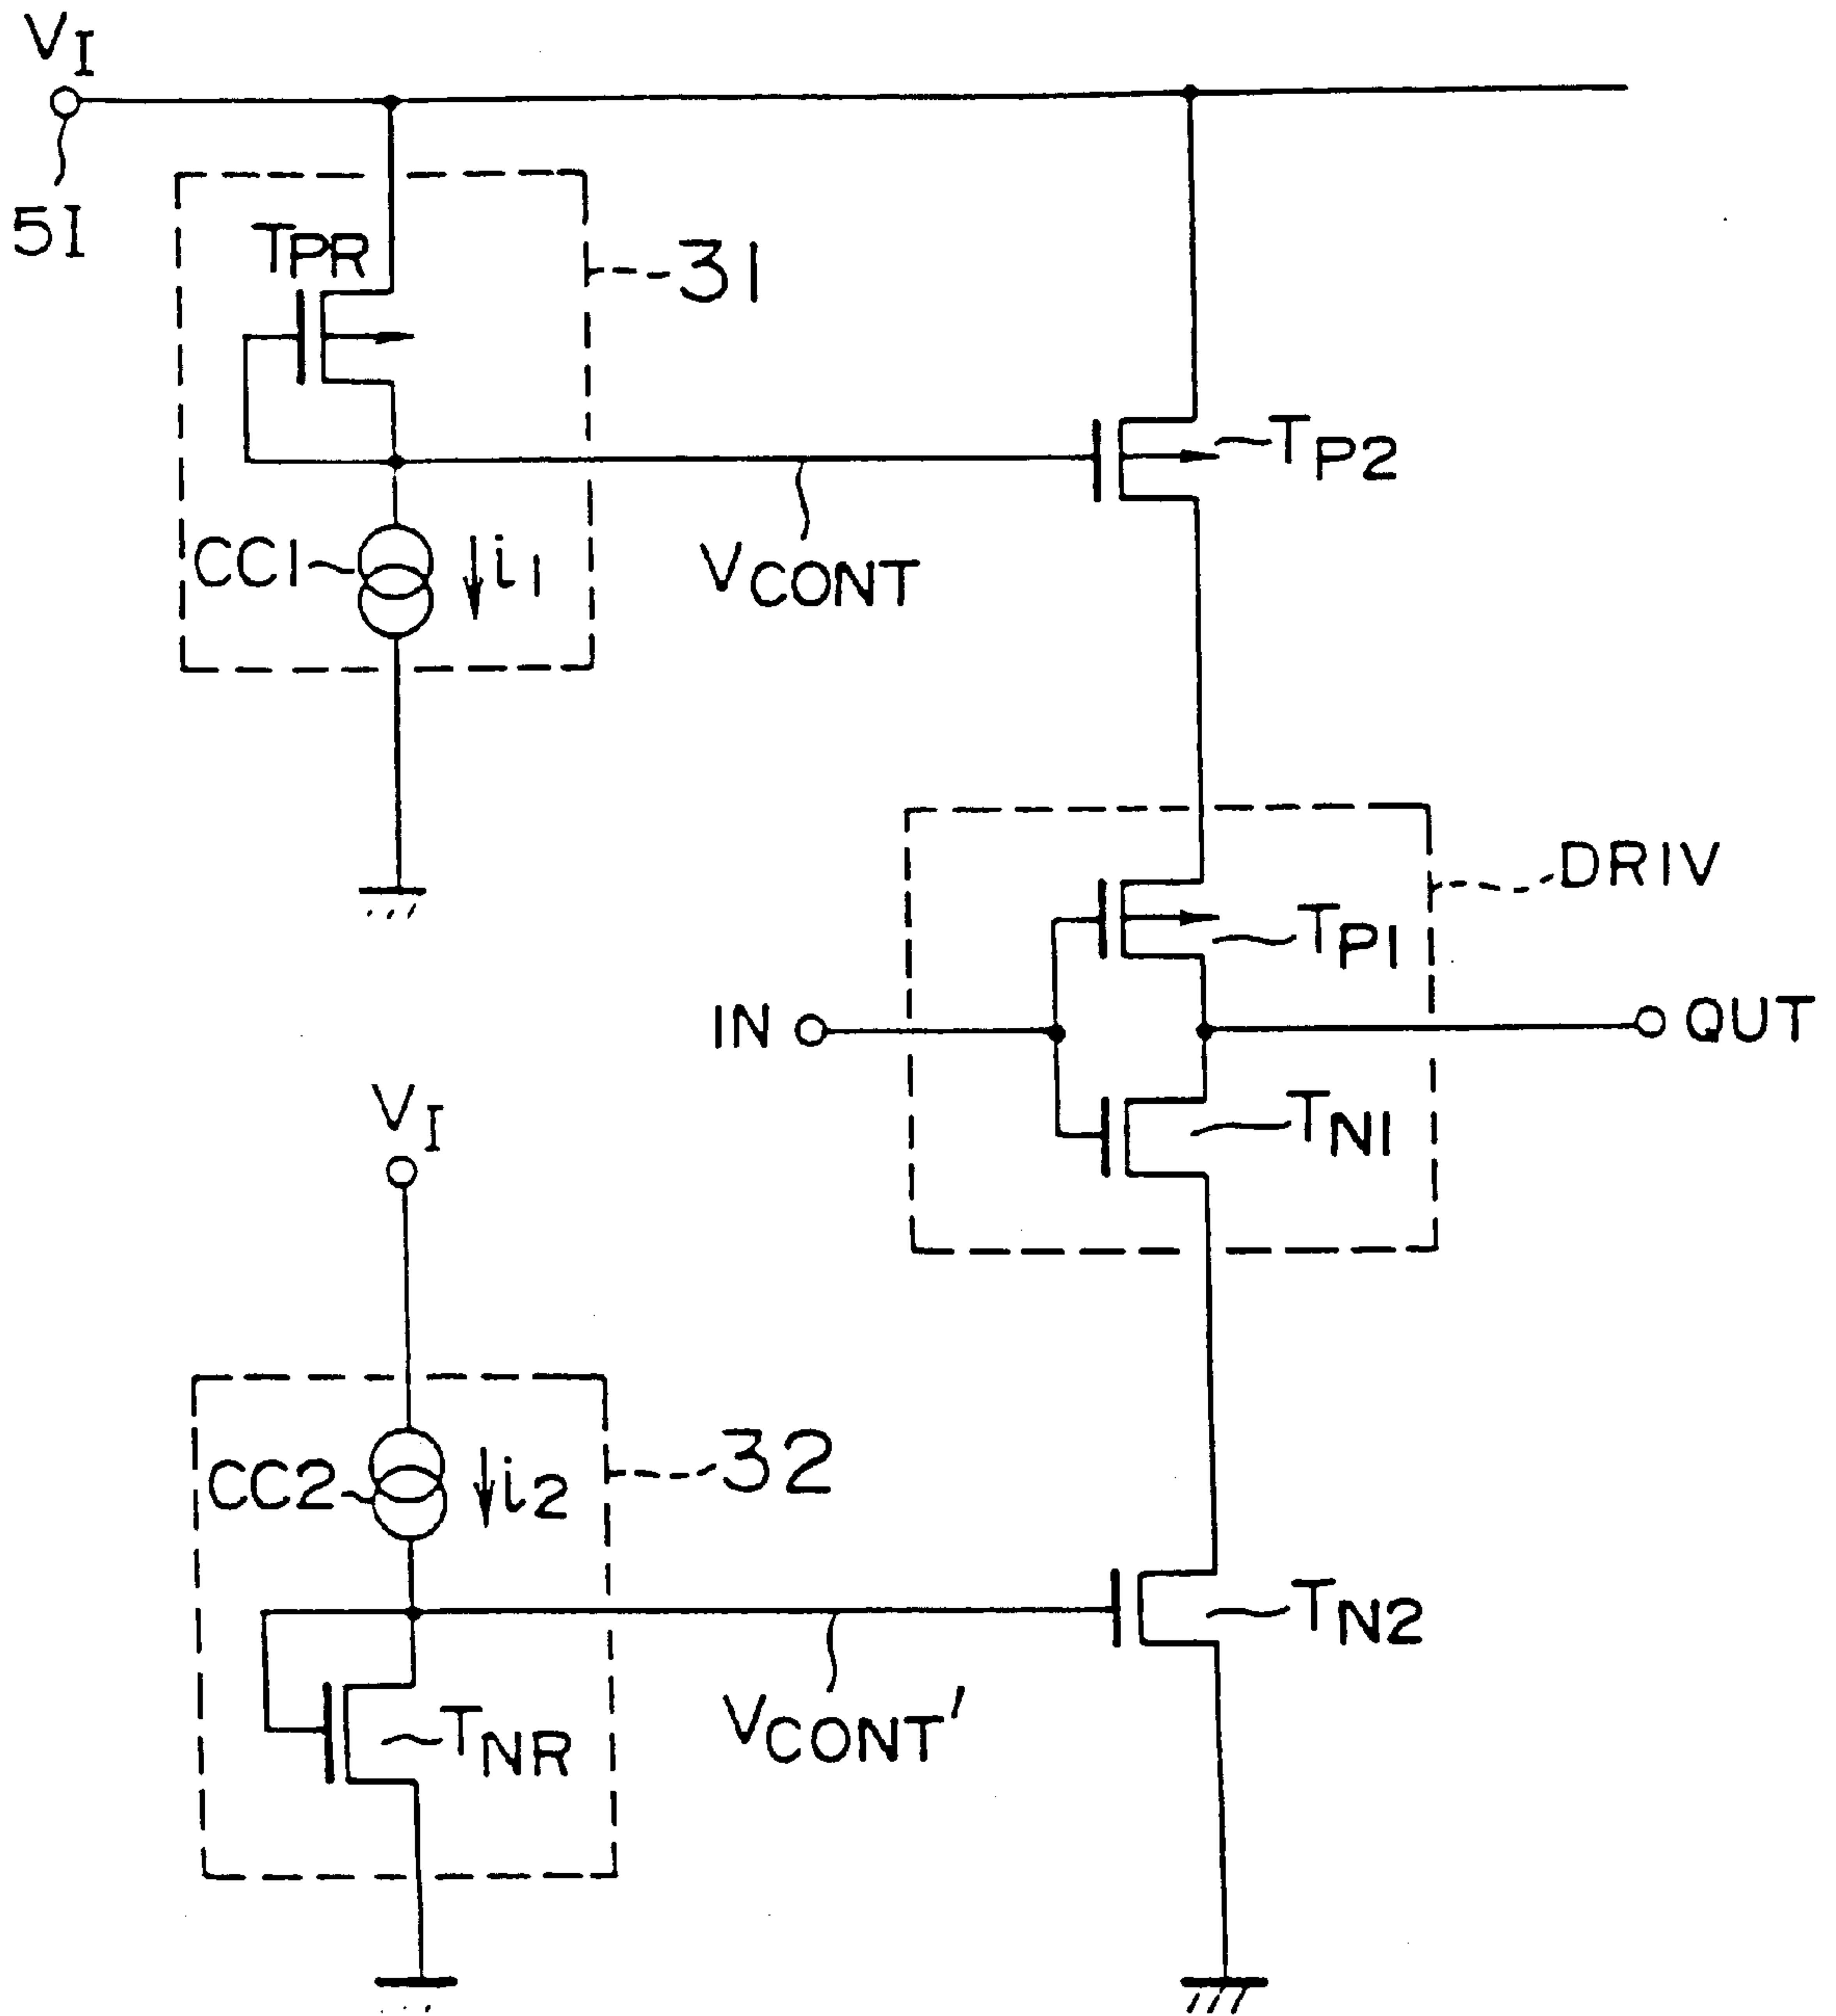 VI
5I
TPR
31
TP2
CC1
i1
VCONT
DRIV
TP1
IN
QUT
TN1
VI
CC2
i2
32
TN2
VCONT'
TNR